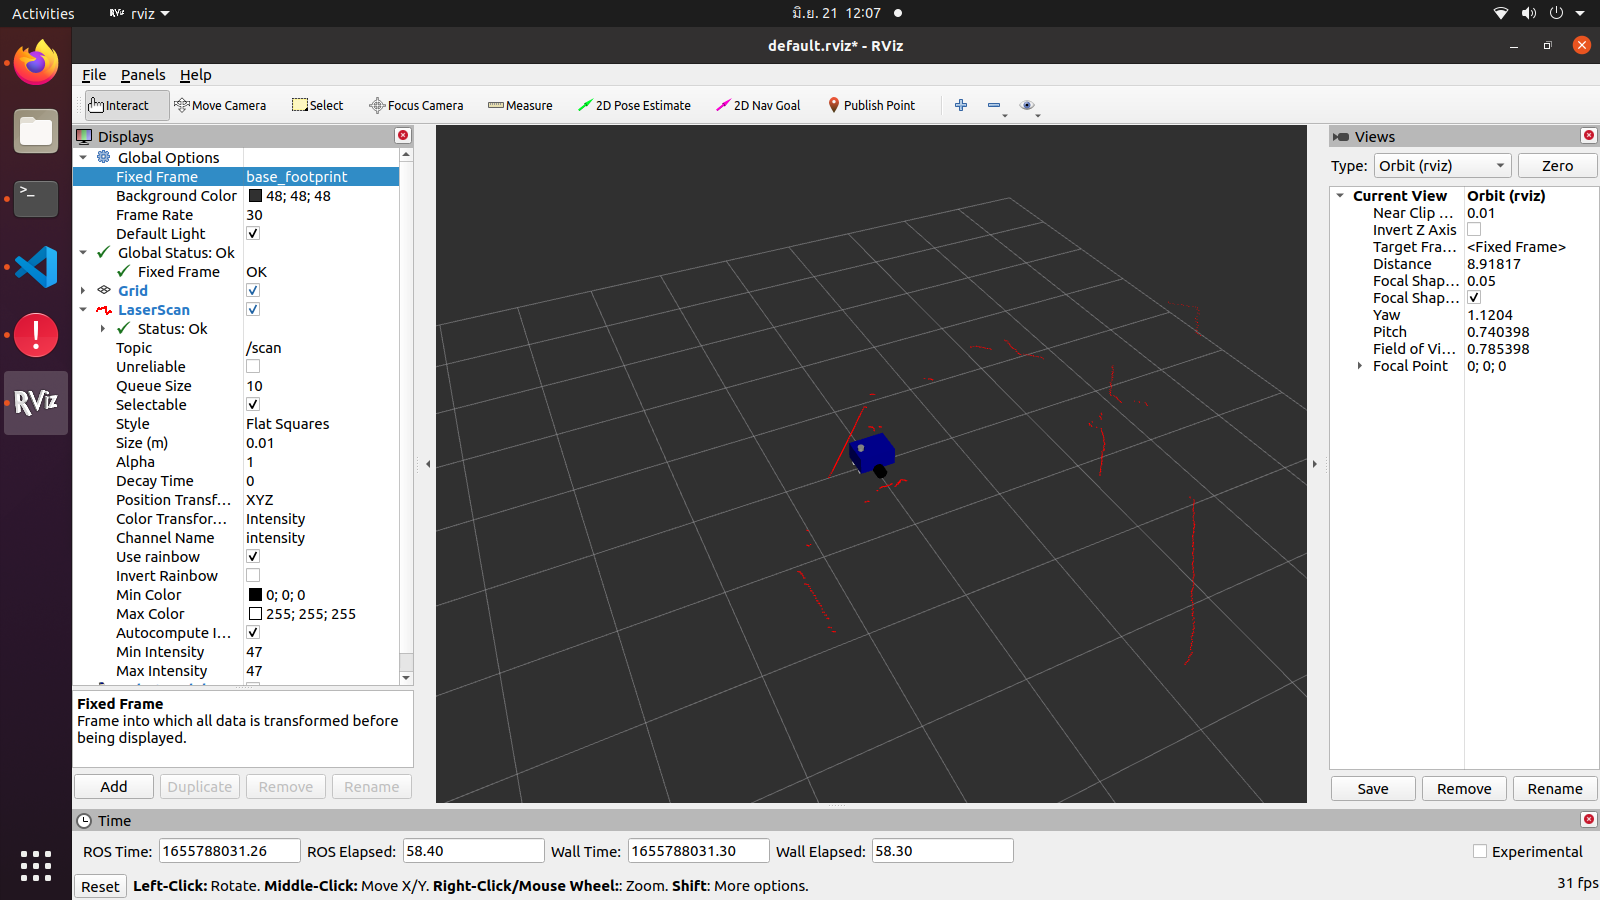 Activities
RViz rviz
มิ.ย. 21 12:07
default.rviz* - RViz
File Panels Help
Interact Move Camera Select Focus Camera Measure 2D Pose Estimate 2D Nav Goal Publish Point
Displays
Global Options
Fixed Frame base_footprint
Background Color 48; 48; 48
Frame Rate 30
Default Light
Global Status: Ok
Fixed Frame OK
Grid
LaserScan
Status: Ok
Topic /scan
Unreliable
Queue Size 10
Selectable
Style Flat Squares
Size (m) 0.01
Alpha 1
Decay Time 0
Position Transf... XYZ
Color Transfor... Intensity
Channel Name intensity
Use rainbow
Invert Rainbow
Min Color 0; 0; 0
Max Color 255; 255; 255
Autocompute I...
Min Intensity 47
Max Intensity 47
Fixed Frame
Frame into which all data is transformed before
being displayed.
Add Duplicate Remove Rename
Views
Type: Orbit (rviz) Zero
Current View Orbit (rviz)
Near Clip ... 0.01
Invert Z Axis
Target Fra... <Fixed Frame>
Distance 8.91817
Focal Shap... 0.05
Focal Shap...
Yaw 1.1204
Pitch 0.740398
Field of Vi... 0.785398
Focal Point 0; 0; 0
Save Remove Rename
Time
ROS Time: 1655788031.26 ROS Elapsed: 58.40 Wall Time: 1655788031.30 Wall Elapsed: 58.30 Experimental
Reset Left-Click: Rotate. Middle-Click: Move X/Y. Right-Click/Mouse Wheel:: Zoom. Shift: More options. 31 fps
RViz